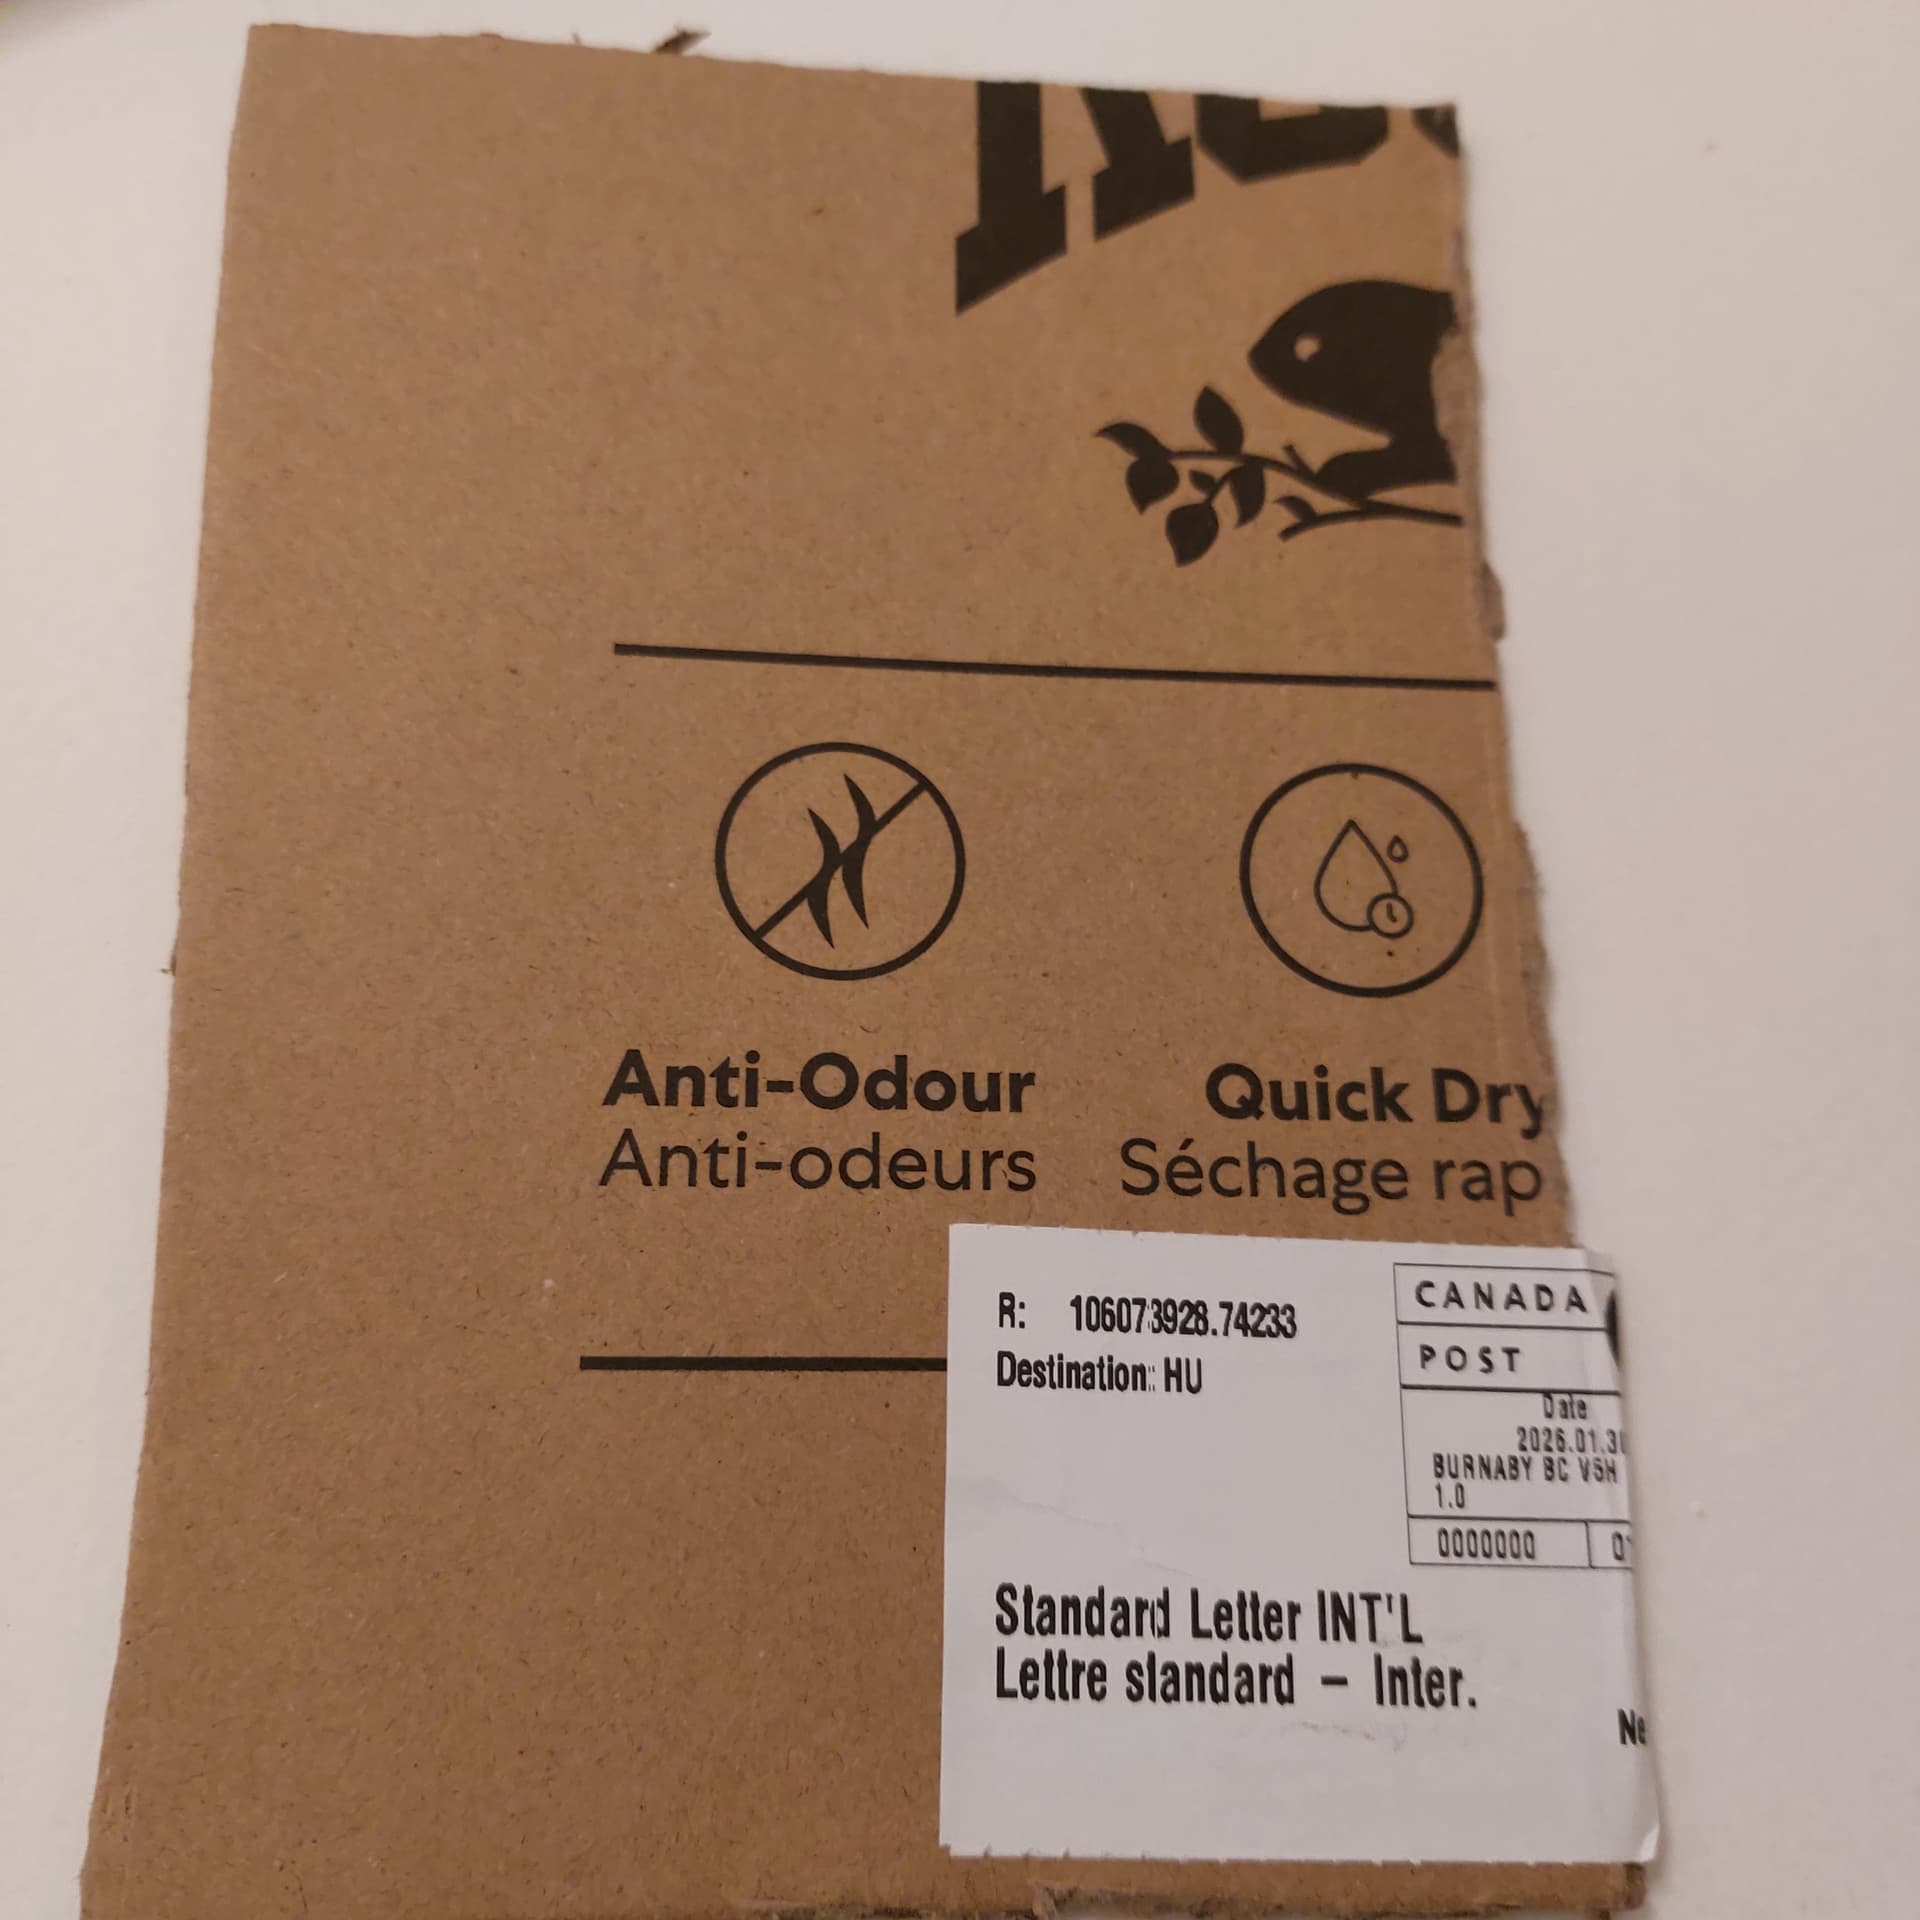 Anti-Odour
Anti-odeurs
Quick Dry
Séchage rap
R: 106073928.74233
Destination: HU
CANADA
POST
Date
2026.01.3
BURNABY BC V5H
1.0
0000000
Standard Letter INT'L
Lettre standard – Inter.
Ne